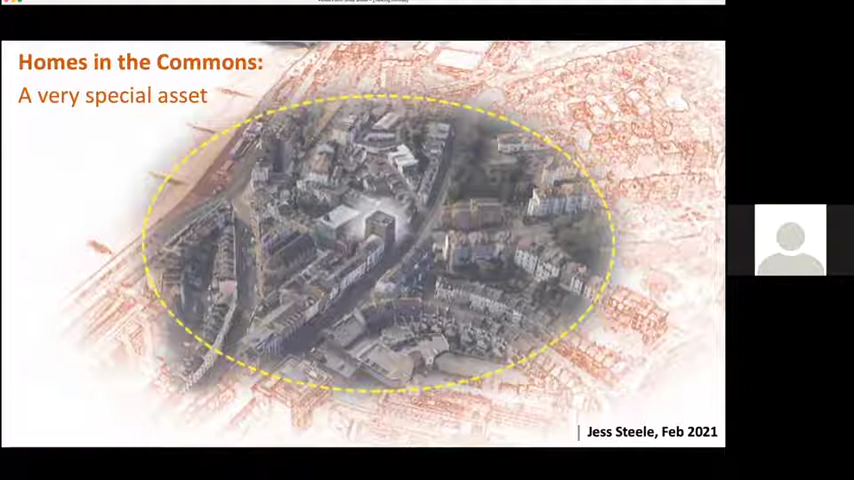 Homes in the Commons:
A very special asset
Jess Steele, Feb 2021